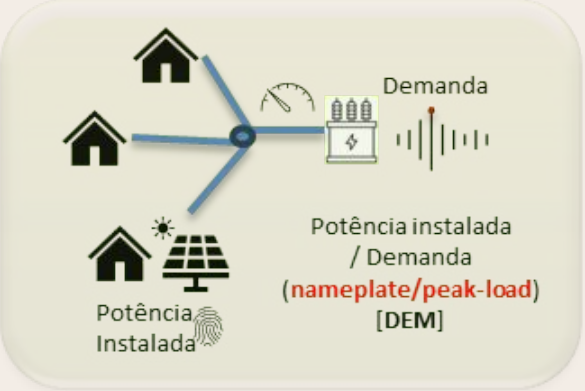 Demanda
Potência instalada
/ Demanda
(nameplate/peak-load)
[DEM]
Potência
Instalada